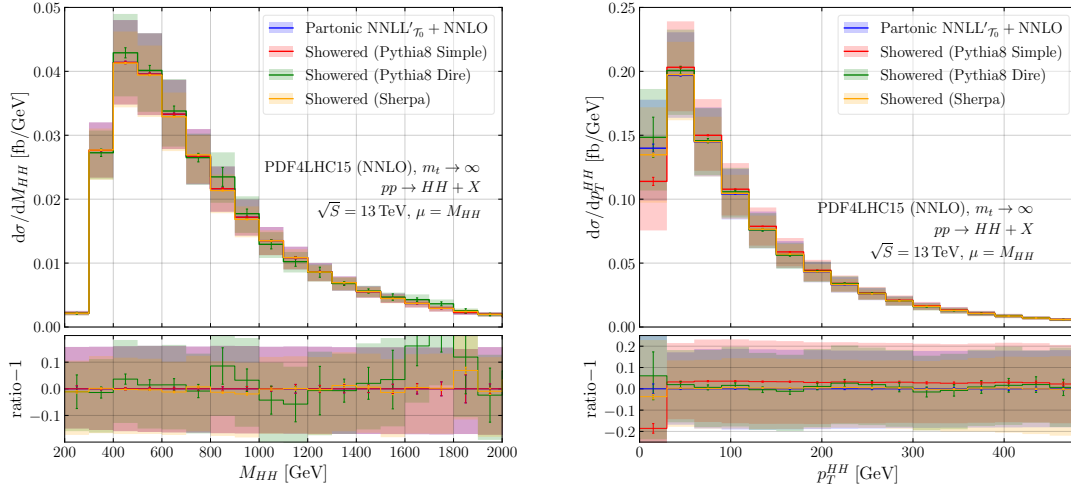 0.05
0.04
0.03
0.02
0.01
0.00
dσ/dM_HH [fb/GeV]
Partonic NNLL′_𝒯₀ + NNLO
Showered (Pythia8 Simple)
Showered (Pythia8 Dire)
Showered (Sherpa)
PDF4LHC15 (NNLO), m_t → ∞
pp → HH + X
√S = 13 TeV, μ = M_HH
0.1
0.0
−0.1
ratio−1
200 400 600 800 1000 1200 1400 1600 1800 2000
M_HH [GeV]
0.25
0.20
0.15
0.10
0.05
0.00
dσ/dp_T^HH [fb/GeV]
Partonic NNLL′_𝒯₀ + NNLO
Showered (Pythia8 Simple)
Showered (Pythia8 Dire)
Showered (Sherpa)
PDF4LHC15 (NNLO), m_t → ∞
pp → HH + X
√S = 13 TeV, μ = M_HH
0.2
0.1
0.0
−0.1
−0.2
ratio−1
0 100 200 300 400
p_T^HH [GeV]